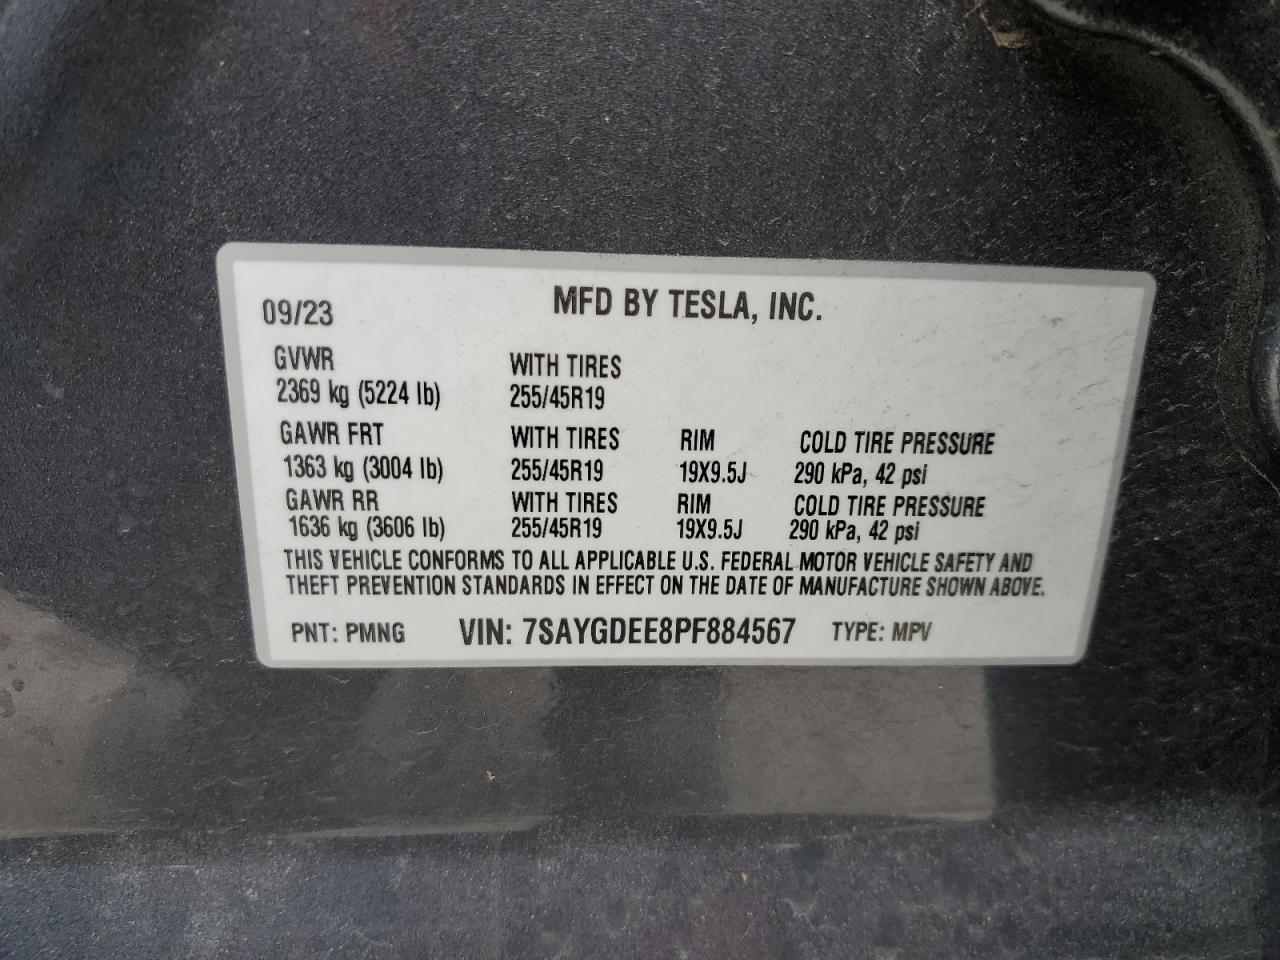 09/23 MFD BY TESLA, INC.
GVWR WITH TIRES
2369 kg (5224 lb) 255/45R19
GAWR FRT WITH TIRES RIM COLD TIRE PRESSURE
1363 kg (3004 lb) 255/45R19 19X9.5J 290 kPa, 42 psi
GAWR RR WITH TIRES RIM COLD TIRE PRESSURE
1636 kg (3606 lb) 255/45R19 19X9.5J 290 kPa, 42 psi
THIS VEHICLE CONFORMS TO ALL APPLICABLE U.S. FEDERAL MOTOR VEHICLE SAFETY AND
THEFT PREVENTION STANDARDS IN EFFECT ON THE DATE OF MANUFACTURE SHOWN ABOVE.
PNT: PMNG VIN: 7SAYGDEE8PF884567 TYPE: MPV